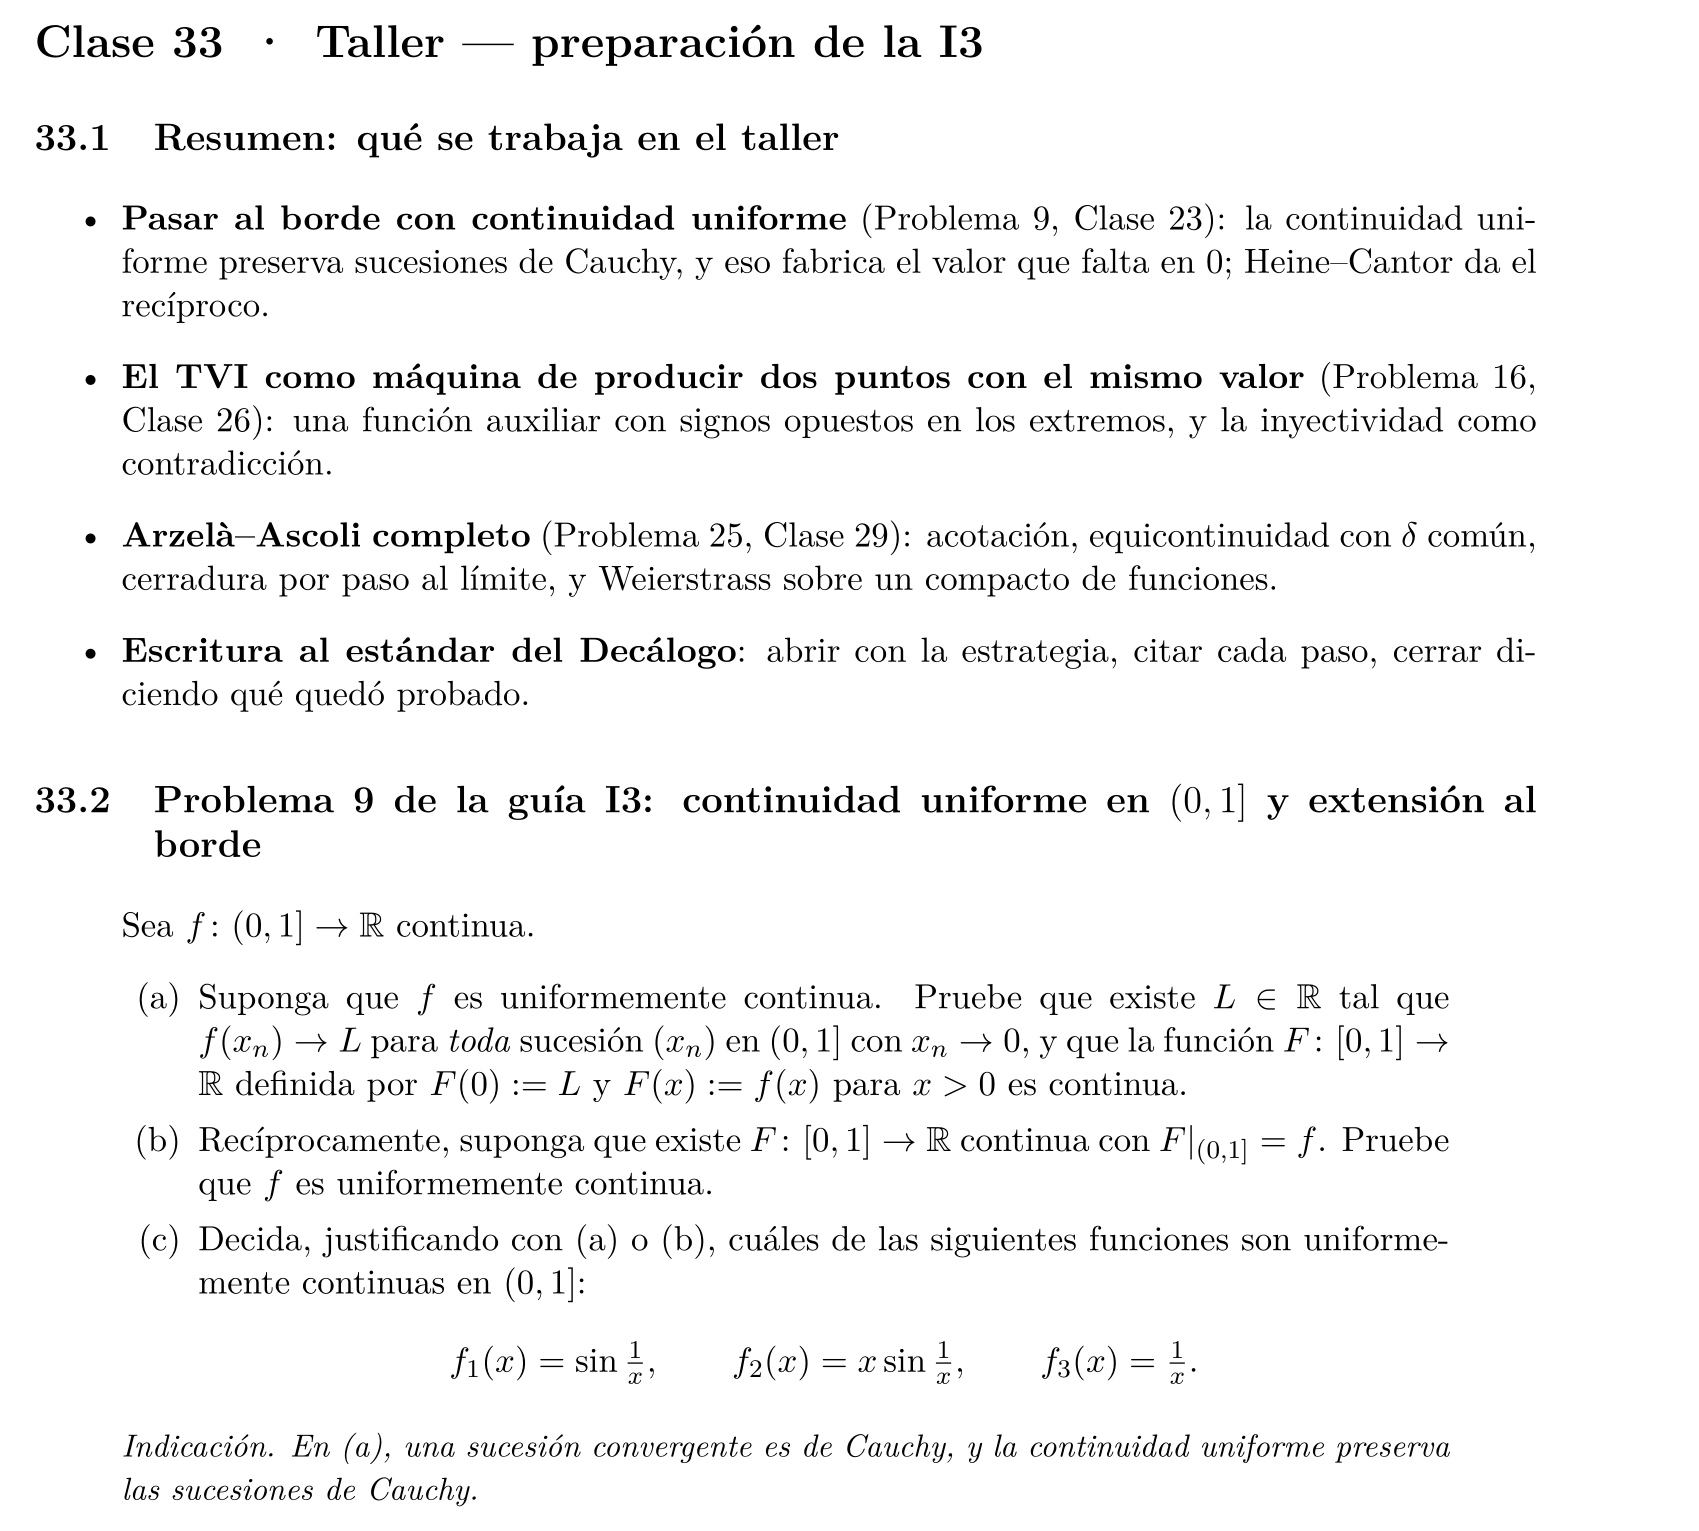 Clase 33 · Taller — preparación de la I3
33.1 Resumen: qué se trabaja en el taller
• Pasar al borde con continuidad uniforme (Problema 9, Clase 23): la continuidad uni-
forme preserva sucesiones de Cauchy, y eso fabrica el valor que falta en 0; Heine–Cantor da el
recíproco.
• El TVI como máquina de producir dos puntos con el mismo valor (Problema 16,
Clase 26): una función auxiliar con signos opuestos en los extremos, y la inyectividad como
contradicción.
• Arzelà–Ascoli completo (Problema 25, Clase 29): acotación, equicontinuidad con δ común,
cerradura por paso al límite, y Weierstrass sobre un compacto de funciones.
• Escritura al estándar del Decálogo: abrir con la estrategia, citar cada paso, cerrar di-
ciendo qué quedó probado.
33.2 Problema 9 de la guía I3: continuidad uniforme en (0, 1] y extensión al
borde
Sea f : (0, 1] → ℝ continua.
(a) Suponga que f es uniformemente continua. Pruebe que existe L ∈ ℝ tal que
f(xₙ) → L para toda sucesión (xₙ) en (0, 1] con xₙ → 0, y que la función F : [0, 1] →
ℝ definida por F(0) := L y F(x) := f(x) para x > 0 es continua.
(b) Recíprocamente, suponga que existe F : [0, 1] → ℝ continua con F|_{(0,1]} = f. Pruebe
que f es uniformemente continua.
(c) Decida, justificando con (a) o (b), cuáles de las siguientes funciones son uniforme-
mente continuas en (0, 1]:
f₁(x) = sin 1/x, f₂(x) = x sin 1/x, f₃(x) = 1/x.
Indicación. En (a), una sucesión convergente es de Cauchy, y la continuidad uniforme preserva
las sucesiones de Cauchy.